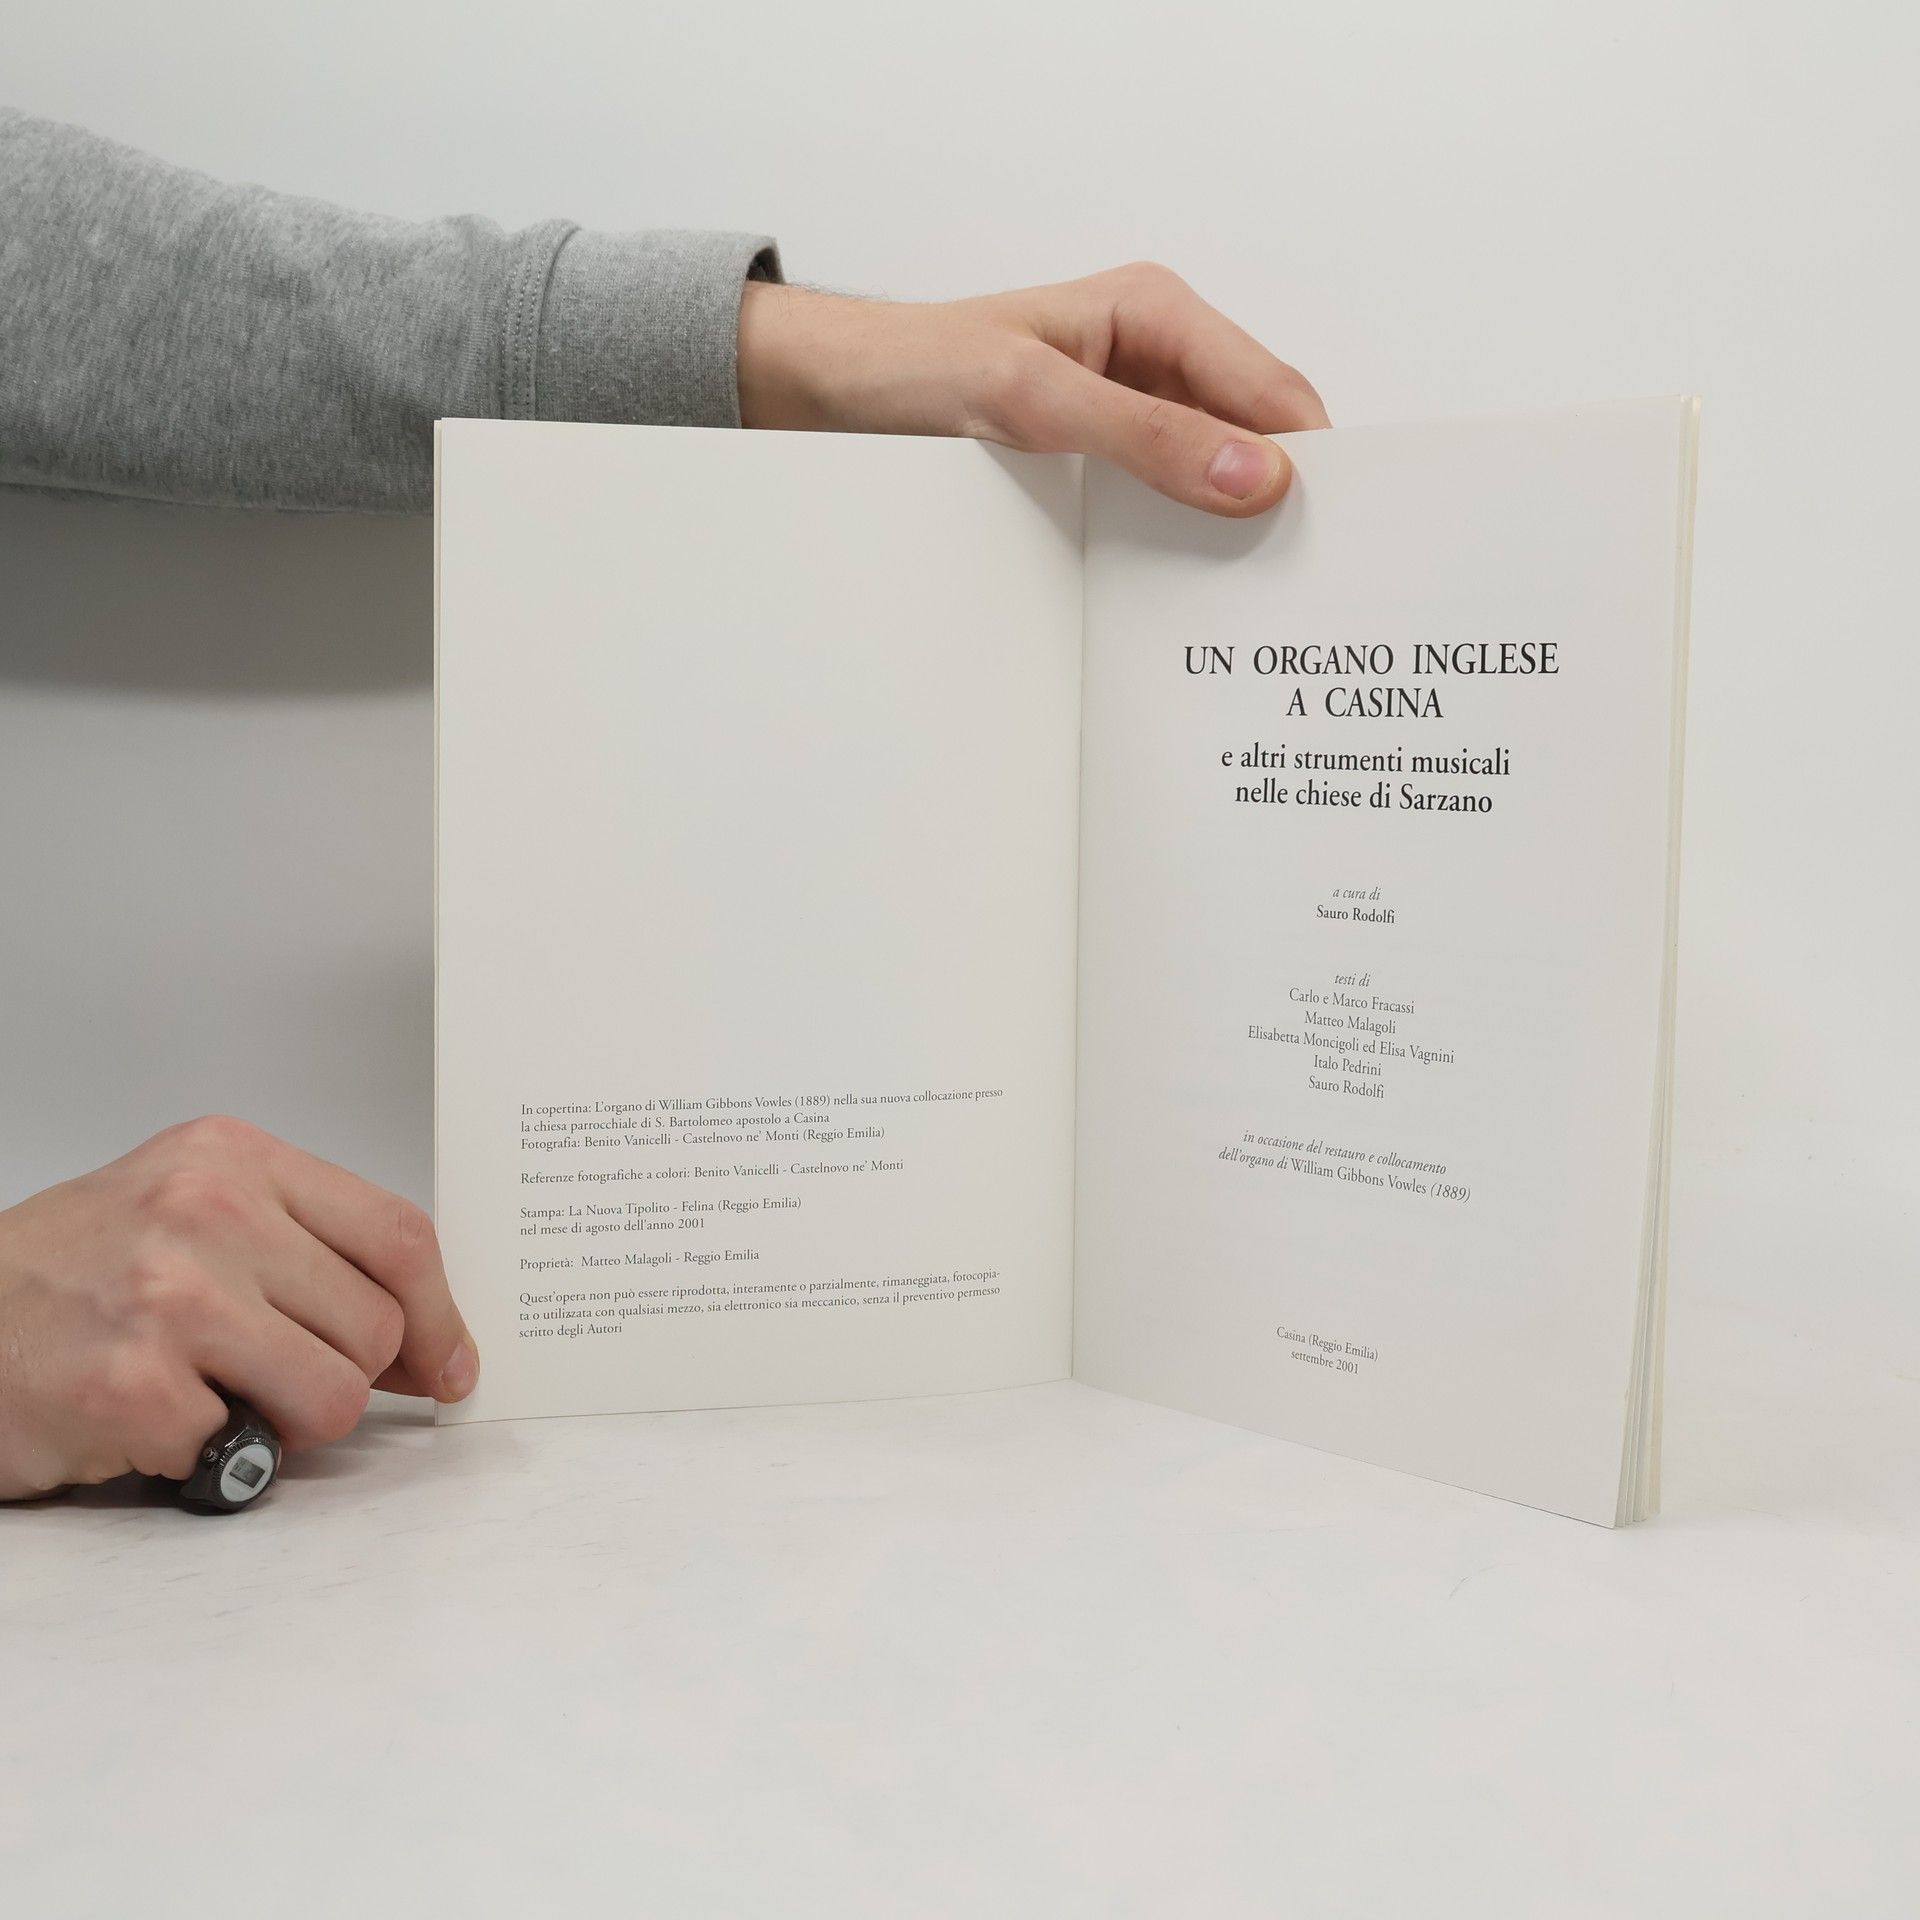 In copertina: L'organo di William Gibbons Vowles (1889) nella sua nuova collocazione presso
la chiesa parrocchiale di S. Bartolomeo apostolo a Casina
Fotografia: Benito Vanicelli - Castelnovo ne' Monti (Reggio Emilia)
Referenze fotografiche a colori: Benito Vanicelli - Castelnovo ne' Monti
Stampa: La Nuova Tipolito - Felina (Reggio Emilia)
nel mese di agosto dell'anno 2001
Proprietà: Matteo Malagoli - Reggio Emilia
Quest'opera non può essere riprodotta, interamente o parzialmente, rimaneggiata, fotocopia-
ta o utilizzata con qualsiasi mezzo, sia elettronico sia meccanico, senza il preventivo permesso
scritto degli Autori
UN ORGANO INGLESE
A CASINA
e altri strumenti musicali
nelle chiese di Sarzano
a cura di
Sauro Rodolfi
testi di
Carlo e Marco Fracassi
Matteo Malagoli
Elisabetta Moncigoli ed Elisa Vagnini
Italo Pedrini
Sauro Rodolfi
in occasione del restauro e collocamento
dell'organo di William Gibbons Vowles (1889)
Casina (Reggio Emilia)
settembre 2001